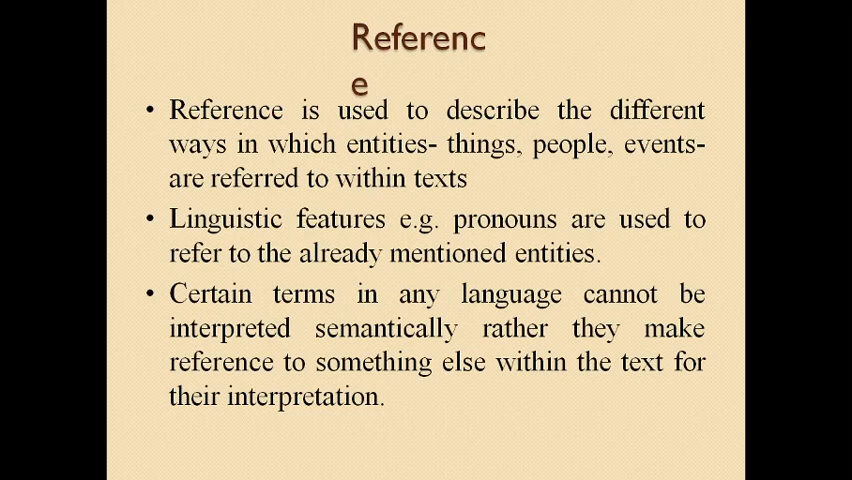 Referenc
e
• Reference is used to describe the different
ways in which entities- things, people, events-
are referred to within texts
• Linguistic features e.g. pronouns are used to
refer to the already mentioned entities.
• Certain terms in any language cannot be
interpreted semantically rather they make
reference to something else within the text for
their interpretation.